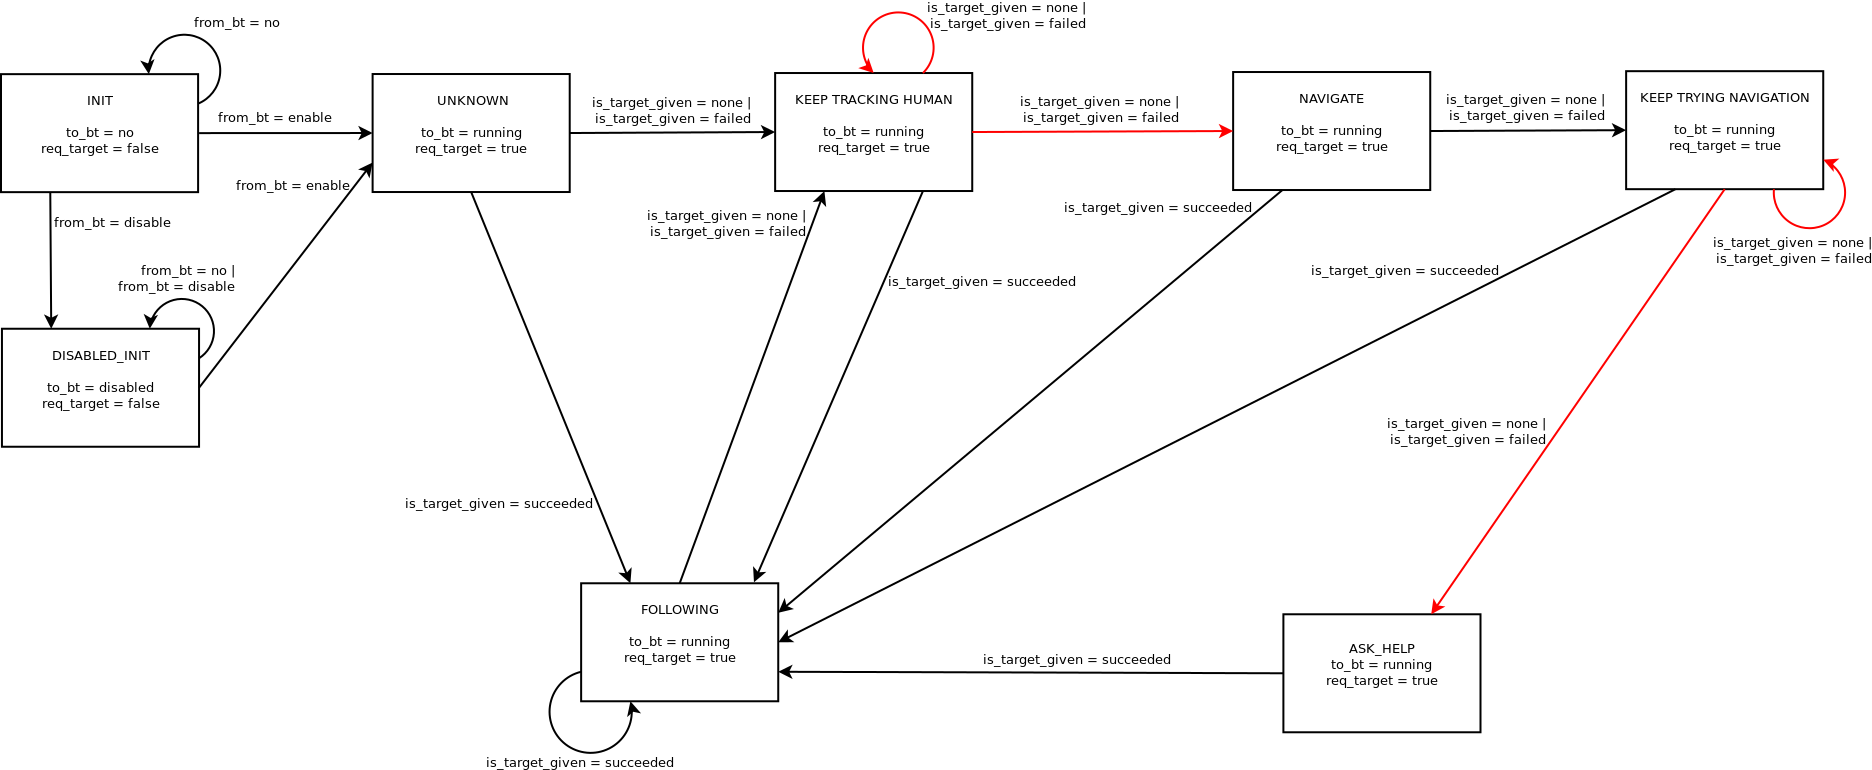 from_bt = no
is_target_given = none |
is_target_given = failed
INIT
to_bt = no
req_target = false
from_bt = enable
UNKNOWN
to_bt = running
req_target = true
is_target_given = none |
is_target_given = failed
KEEP TRACKING HUMAN
to_bt = running
req_target = true
is_target_given = none |
is_target_given = failed
NAVIGATE
to_bt = running
req_target = true
is_target_given = none |
is_target_given = failed
KEEP TRYING NAVIGATION
to_bt = running
req_target = true
from_bt = enable
from_bt = disable
is_target_given = none |
is_target_given = failed
is_target_given = succeeded
is_target_given = none |
is_target_given = failed
from_bt = no |
from_bt = disable
is_target_given = succeeded
is_target_given = succeeded
DISABLED_INIT
to_bt = disabled
req_target = false
is_target_given = none |
is_target_given = failed
is_target_given = succeeded
FOLLOWING
to_bt = running
req_target = true
is_target_given = succeeded
ASK_HELP
to_bt = running
req_target = true
is_target_given = succeeded